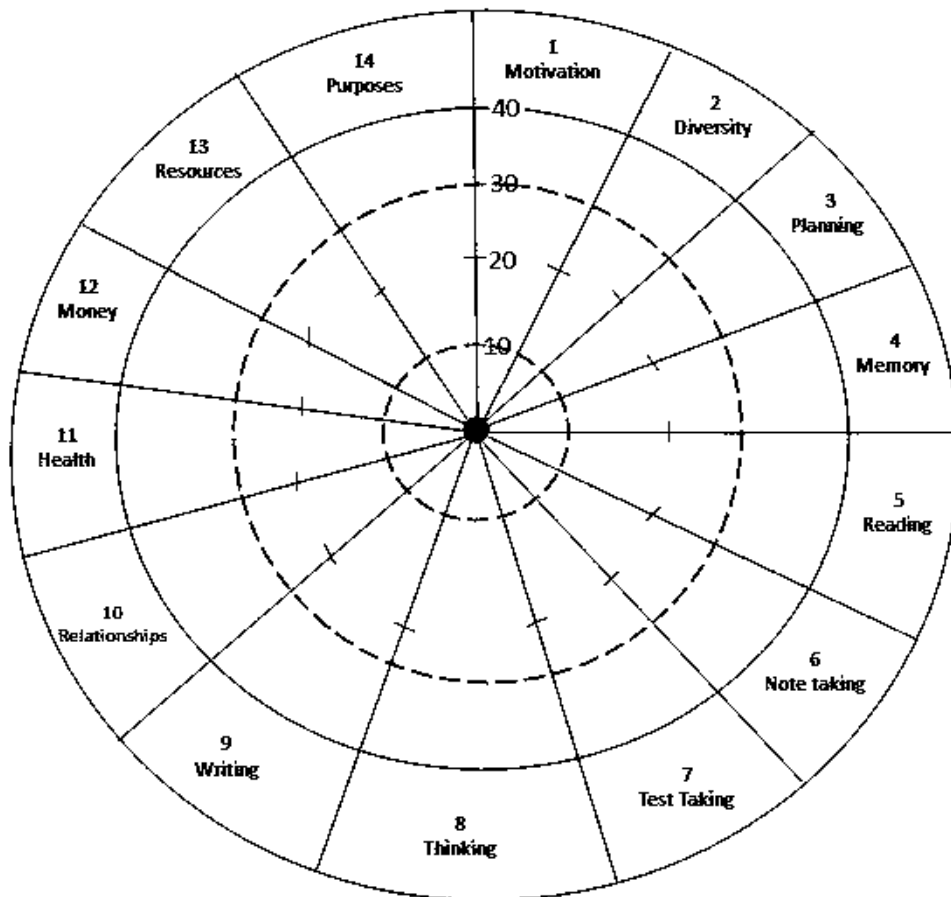 1
Motivation
2
Diversity
3
Planning
4
Memory
5
Reading
6
Note taking
7
Test Taking
8
Thinking
9
Writing
10
Relationships
11
Health
12
Money
13
Resources
14
Purposes
40
30
20
10